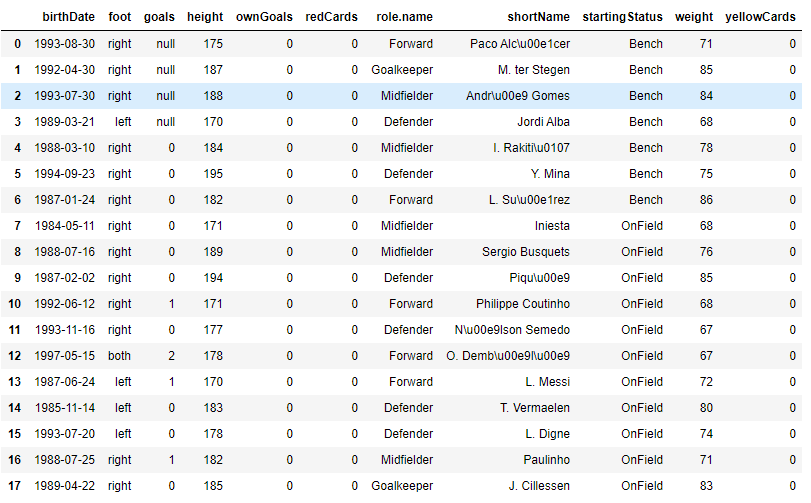 birthDate foot goals height ownGoals redCards role.name shortName startingStatus weight yellowCards
0 1993-08-30 right null 175 0 0 Forward Paco Alc\u00e1cer Bench 71 0
1 1992-04-30 right null 187 0 0 Goalkeeper M. ter Stegen Bench 85 0
2 1993-07-30 right null 188 0 0 Midfielder Andr\u00e9 Gomes Bench 84 0
3 1989-03-21 left null 170 0 0 Defender Jordi Alba Bench 68 0
4 1988-03-10 right 0 184 0 0 Midfielder I. Rakiti\u0107 Bench 78 0
5 1994-09-23 right 0 195 0 0 Defender Y. Mina Bench 75 0
6 1987-01-24 right 0 182 0 0 Forward L. Su\u00e1rez Bench 86 0
7 1984-05-11 right 0 171 0 0 Midfielder Iniesta OnField 68 0
8 1988-07-16 right 0 189 0 0 Midfielder Sergio Busquets OnField 76 0
9 1987-02-02 right 0 194 0 0 Defender Piqu\u00e9 OnField 85 0
10 1992-06-12 right 1 171 0 0 Forward Philippe Coutinho OnField 68 0
11 1993-11-16 right 0 177 0 0 Defender N\u00e9lson Semedo OnField 67 0
12 1997-05-15 both 2 178 0 0 Forward O. Demb\u00e9l\u00e9 OnField 67 0
13 1987-06-24 left 1 170 0 0 Forward L. Messi OnField 72 0
14 1985-11-14 left 0 183 0 0 Defender T. Vermaelen OnField 80 0
15 1993-07-20 left 0 178 0 0 Defender L. Digne OnField 74 0
16 1988-07-25 right 1 182 0 0 Midfielder Paulinho OnField 71 0
17 1989-04-22 right 0 185 0 0 Goalkeeper J. Cillessen OnField 83 0